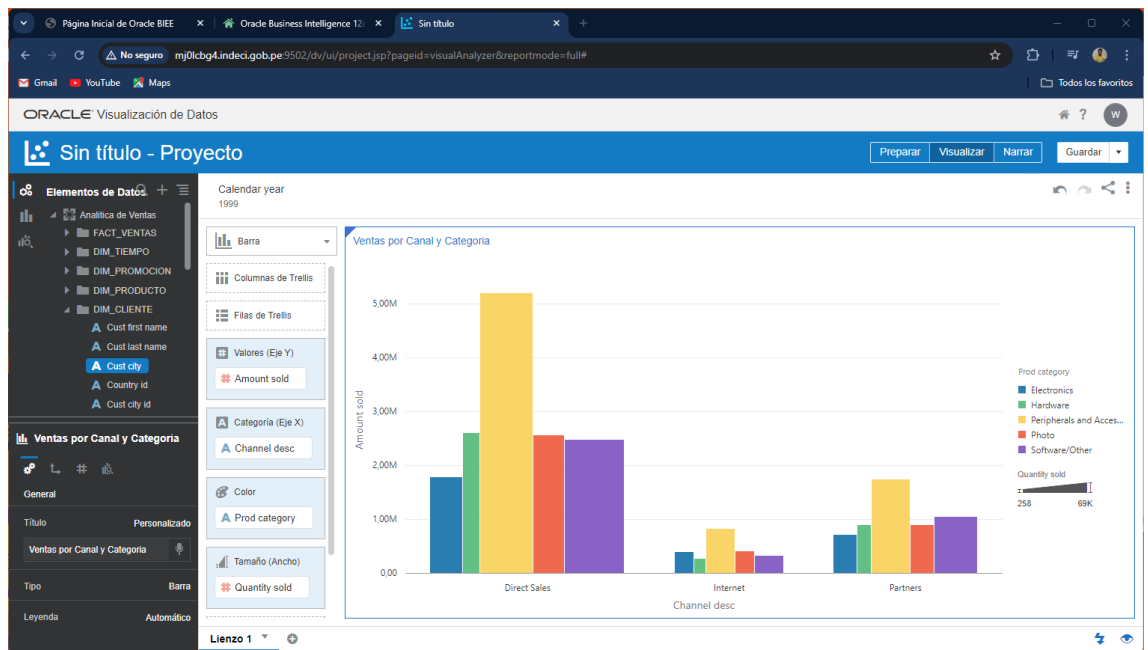 Página Inicial de Oracle BIEE
Oracle Business Intelligence 12c
Sin título
No seguro
mj0lcbg4.indeci.gob.pe:9502/dv/ui/project.jsp?pageid=visualAnalyzer&reportmode=full#
Gmail
YouTube
Maps
Todos los favoritos
ORACLE Visualización de Datos
W
Sin título - Proyecto
Preparar
Visualizar
Narrar
Guardar
Elementos de Datos
Analítica de Ventas
FACT_VENTAS
DIM_TIEMPO
DIM_PROMOCION
DIM_PRODUCTO
DIM_CLIENTE
A Cust first name
A Cust last name
A Cust city
A Country id
A Cust city id
Ventas por Canal y Categoria
General
Título Personalizado
Ventas por Canal y Categoria
Tipo Barra
Leyenda Automático
Calendar year
1999
Barra
Columnas de Trellis
Filas de Trellis
Valores (Eje Y)
# Amount sold
Categoría (Eje X)
A Channel desc
Color
A Prod category
Tamaño (Ancho)
# Quantity sold
Ventas por Canal y Categoria
Amount sold
5,00M
4,00M
3,00M
2,00M
1,00M
0,00
Direct Sales
Internet
Partners
Channel desc
Prod category
Electronics
Hardware
Peripherals and Acces...
Photo
Software/Other
Quantity sold
258 69K
Lienzo 1